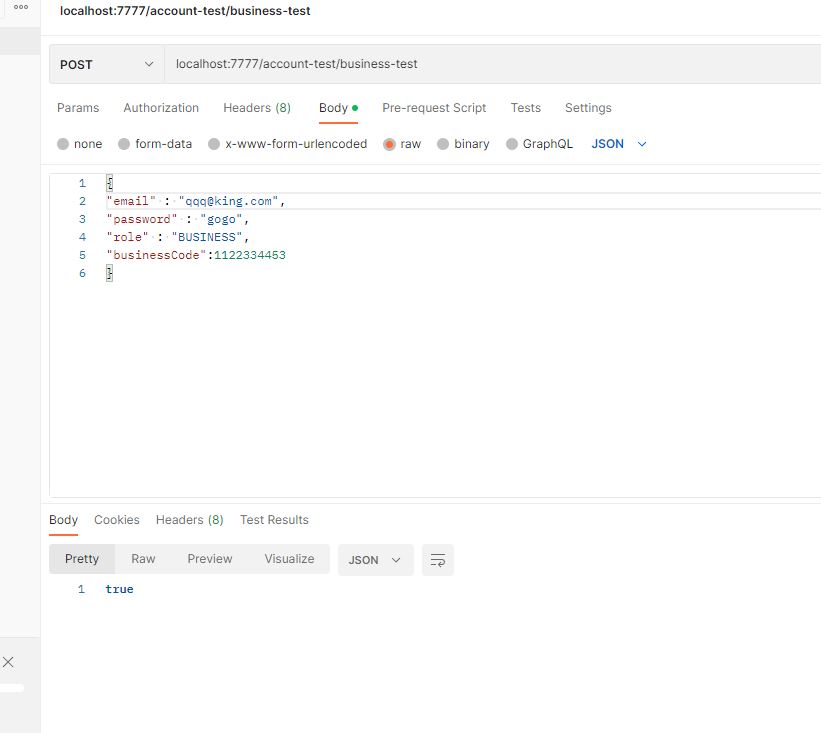 localhost:7777/account-test/business-test
POST localhost:7777/account-test/business-test
Params Authorization Headers (8) Body Pre-request Script Tests Settings
none form-data x-www-form-urlencoded raw binary GraphQL JSON
1 {
2 "email" : "qqq@king.com",
3 "password" : "gogo",
4 "role" : "BUSINESS",
5 "businessCode":1122334453
6 }
Body Cookies Headers (8) Test Results
Pretty Raw Preview Visualize JSON
1 true